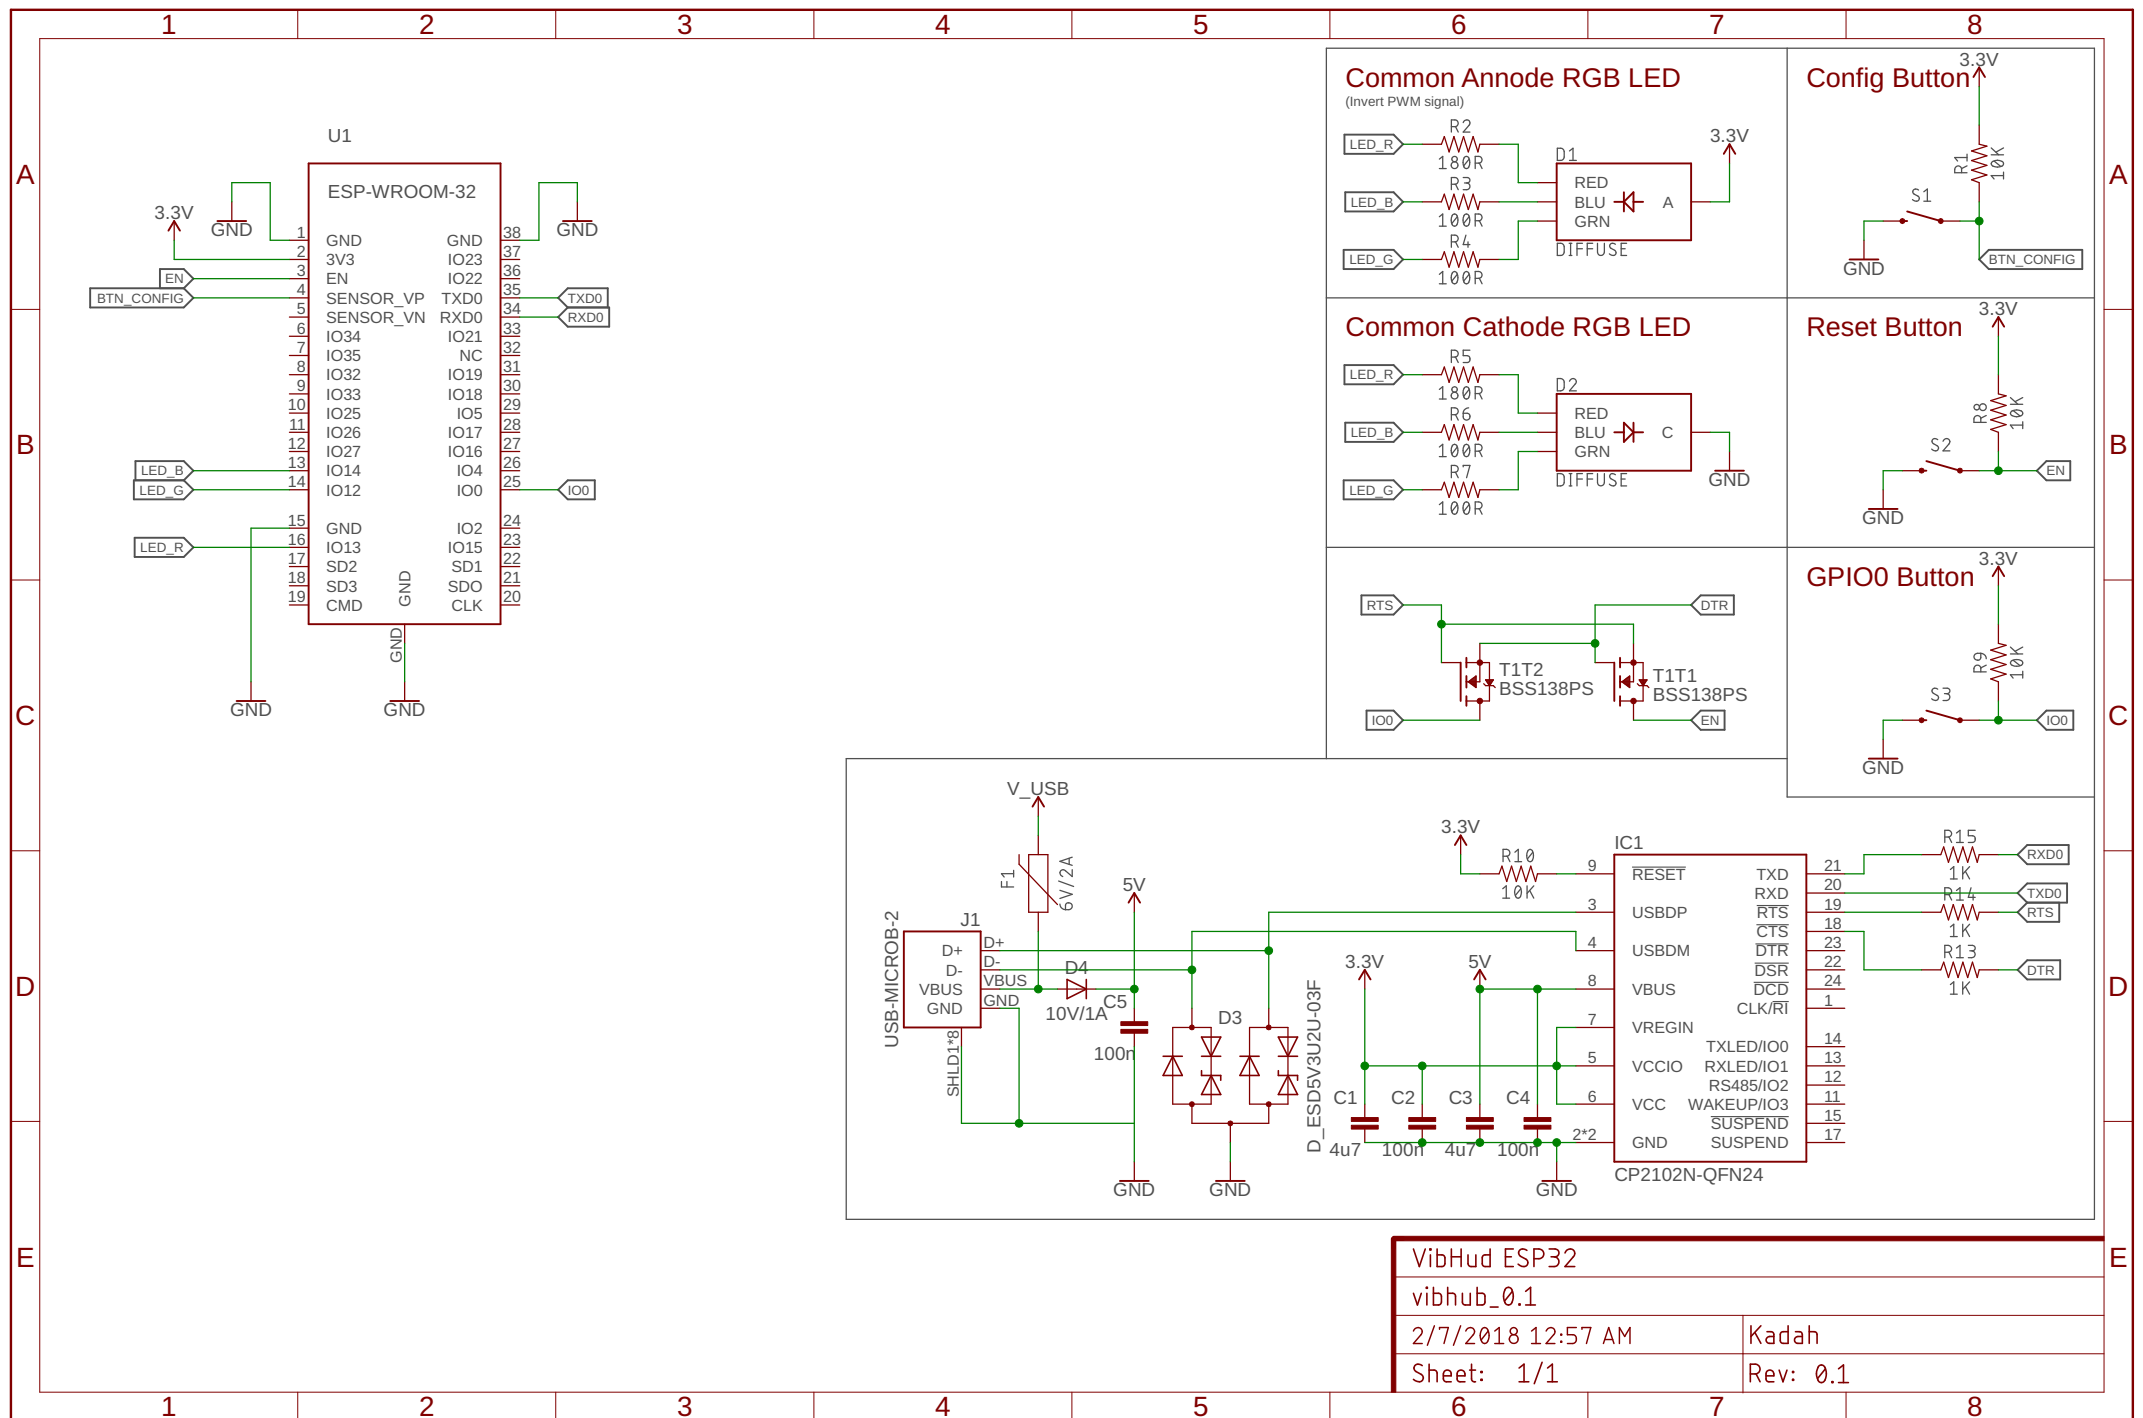 1 2 3 4 5 6 7 8
A
B
C
D
E
A
B
C
D
E
1 2 3 4 5 6 7 8
U1
ESP-WROOM-32
3.3V
GND
GND
EN
BTN_CONFIG
LED_B
LED_G
LED_R
1 GND
2 3V3
3 EN
4 SENSOR_VP
5 SENSOR_VN
6 IO34
7 IO35
8 IO32
9 IO33
10 IO25
11 IO26
12 IO27
13 IO14
14 IO12
15 GND
16 IO13
17 SD2
18 SD3
19 CMD
GND 38
IO23 37
IO22 36
TXD0 35
RXD0 34
IO21 33
NC 32
IO19 31
IO18 30
IO5 29
IO17 28
IO16 27
IO4 26
IO0 25
IO2 24
IO15 23
SD1 22
SDO 21
CLK 20
TXD0
RXD0
IO0
GND
GND
GND
GND
Common Annode RGB LED
(Invert PWM signal)
LED_R
R2
180R
LED_B
R3
100R
LED_G
R4
100R
D1
RED
BLU
GRN
A
DIFFUSE
3.3V
Config Button
3.3V
R1
10K
S1
GND
BTN_CONFIG
Common Cathode RGB LED
LED_R
R5
180R
LED_B
R6
100R
LED_G
R7
100R
D2
RED
BLU
GRN
C
DIFFUSE
GND
Reset Button
3.3V
R8
10K
S2
GND
EN
RTS
DTR
T1T2
BSS138PS
T1T1
BSS138PS
IO0
EN
GPIO0 Button
3.3V
R9
10K
S3
GND
IO0
V_USB
F1
6V/2A
5V
J1
USB-MICROB-2
D+
D-
VBUS
GND
D+
D-
VBUS
GND
SHLD1*8
D4
10V/1A
C5
100n
GND
D3
D_ESD5V3U2U-03F
GND
3.3V
R10
10K
3.3V
5V
C1
4u7
C2
100n
C3
4u7
C4
100n
GND
IC1
9 RESET
3 USBDP
4 USBDM
8 VBUS
7 VREGIN
5 VCCIO
6 VCC
2*2 GND
TXD 21
RXD 20
RTS 19
CTS 18
DTR 23
DSR 22
DCD 24
CLK/RI 1
TXLED/IO0 14
RXLED/IO1 13
RS485/IO2 12
WAKEUP/IO3 11
SUSPEND 15
SUSPEND 17
CP2102N-QFN24
R15
1K
RXD0
TXD0
R14
1K
RTS
R13
1K
DTR
VibHud ESP32
vibhub_0.1
2/7/2018 12:57 AM
Kadah
Sheet: 1/1
Rev: 0.1